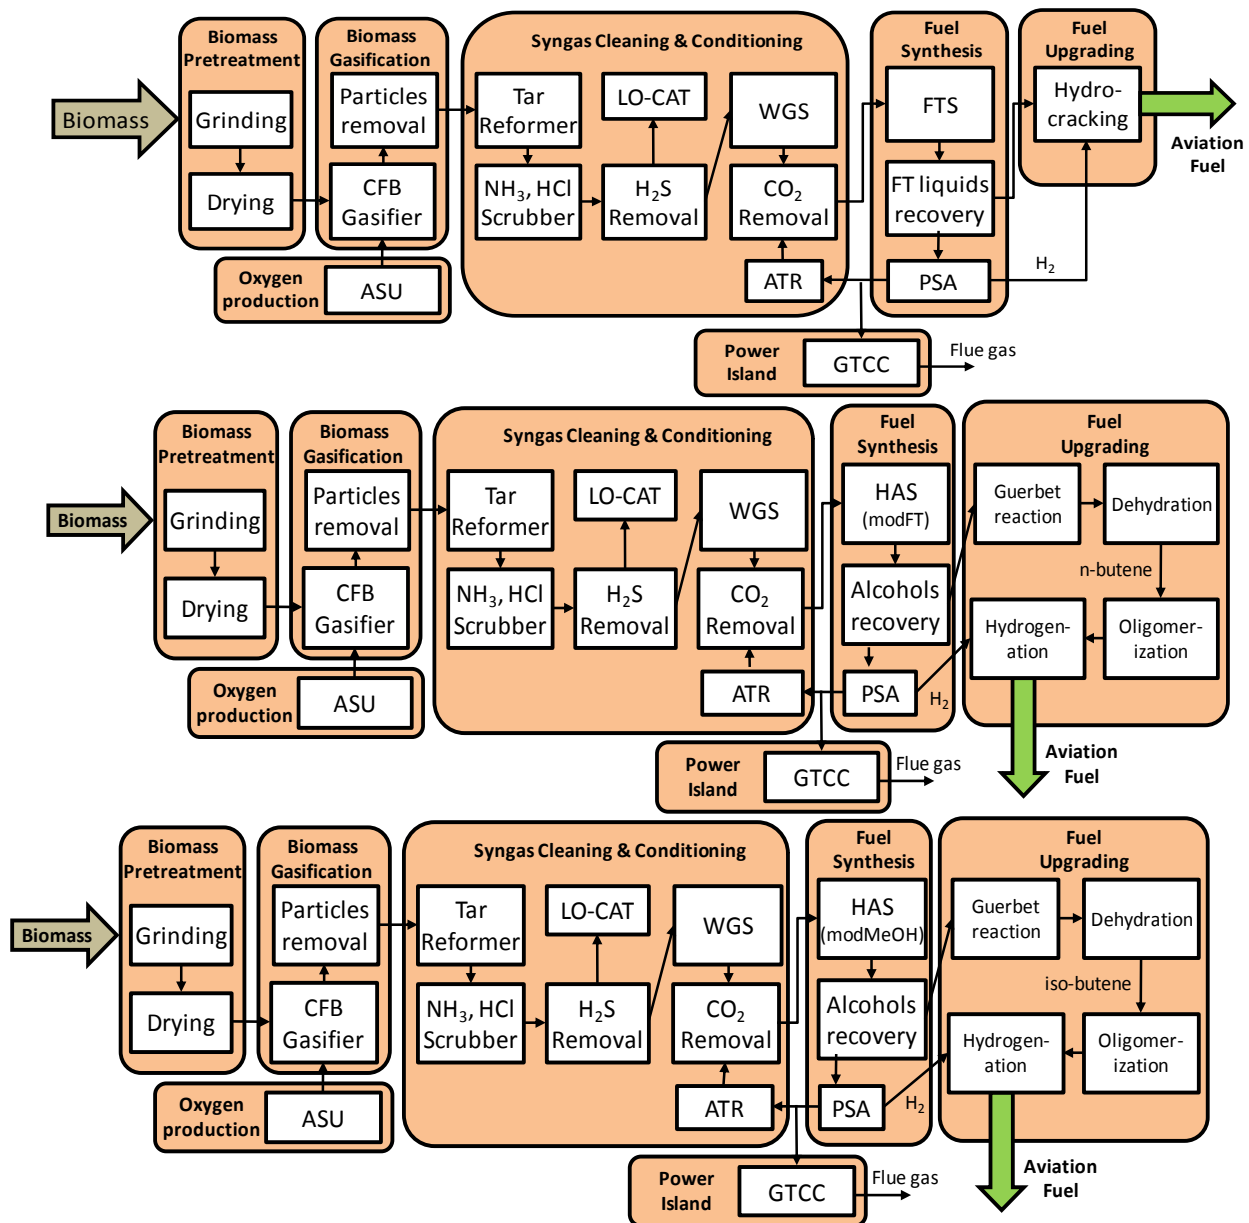 Biomass
Pretreatment
Biomass
Gasification
Syngas Cleaning & Conditioning
Fuel
Synthesis
Fuel
Upgrading
Biomass
Grinding
Drying
Particles
removal
CFB
Gasifier
Oxygen
production
ASU
Tar
Reformer
NH3, HCl
Scrubber
LO-CAT
H2S
Removal
WGS
CO2
Removal
ATR
FTS
FT liquids
recovery
PSA
H2
Hydro-
cracking
Aviation
Fuel
Power
Island
GTCC
Flue gas
Biomass
Pretreatment
Biomass
Gasification
Syngas Cleaning & Conditioning
Fuel
Synthesis
Fuel
Upgrading
Biomass
Grinding
Drying
Particles
removal
CFB
Gasifier
Oxygen
production
ASU
Tar
Reformer
NH3, HCl
Scrubber
LO-CAT
H2S
Removal
WGS
CO2
Removal
ATR
HAS
(modFT)
Alcohols
recovery
PSA
H2
Guerbet
reaction
Dehydration
n-butene
Oligomer-
ization
Hydrogen-
ation
Aviation
Fuel
Power
Island
GTCC
Flue gas
Biomass
Pretreatment
Biomass
Gasification
Syngas Cleaning & Conditioning
Fuel
Synthesis
Fuel
Upgrading
Biomass
Grinding
Drying
Particles
removal
CFB
Gasifier
Oxygen
production
ASU
Tar
Reformer
NH3, HCl
Scrubber
LO-CAT
H2S
Removal
WGS
CO2
Removal
ATR
HAS
(modMeOH)
Alcohols
recovery
PSA
H2
Guerbet
reaction
Dehydration
iso-butene
Oligomer-
ization
Hydrogen-
ation
Aviation
Fuel
Power
Island
GTCC
Flue gas